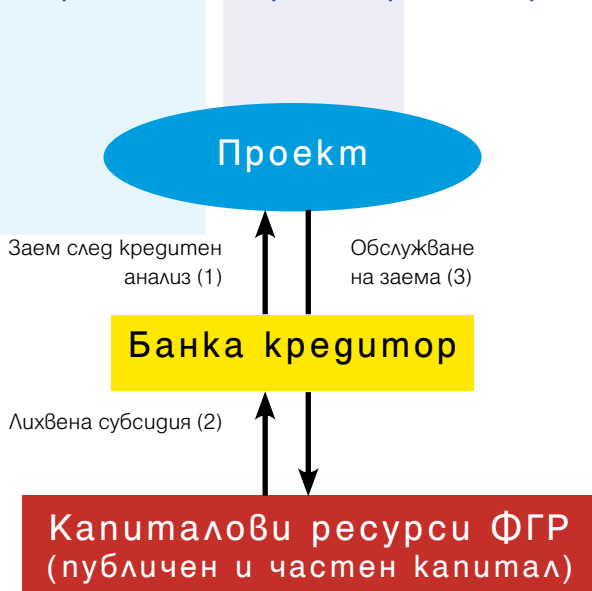 Проект
Заем след кредитен
анализ (1)
Обслужване
на заема (3)
Банка кредитор
Лихвена субсидия (2)
Капиталови ресурси ФГР
(публичен и частен капитал)